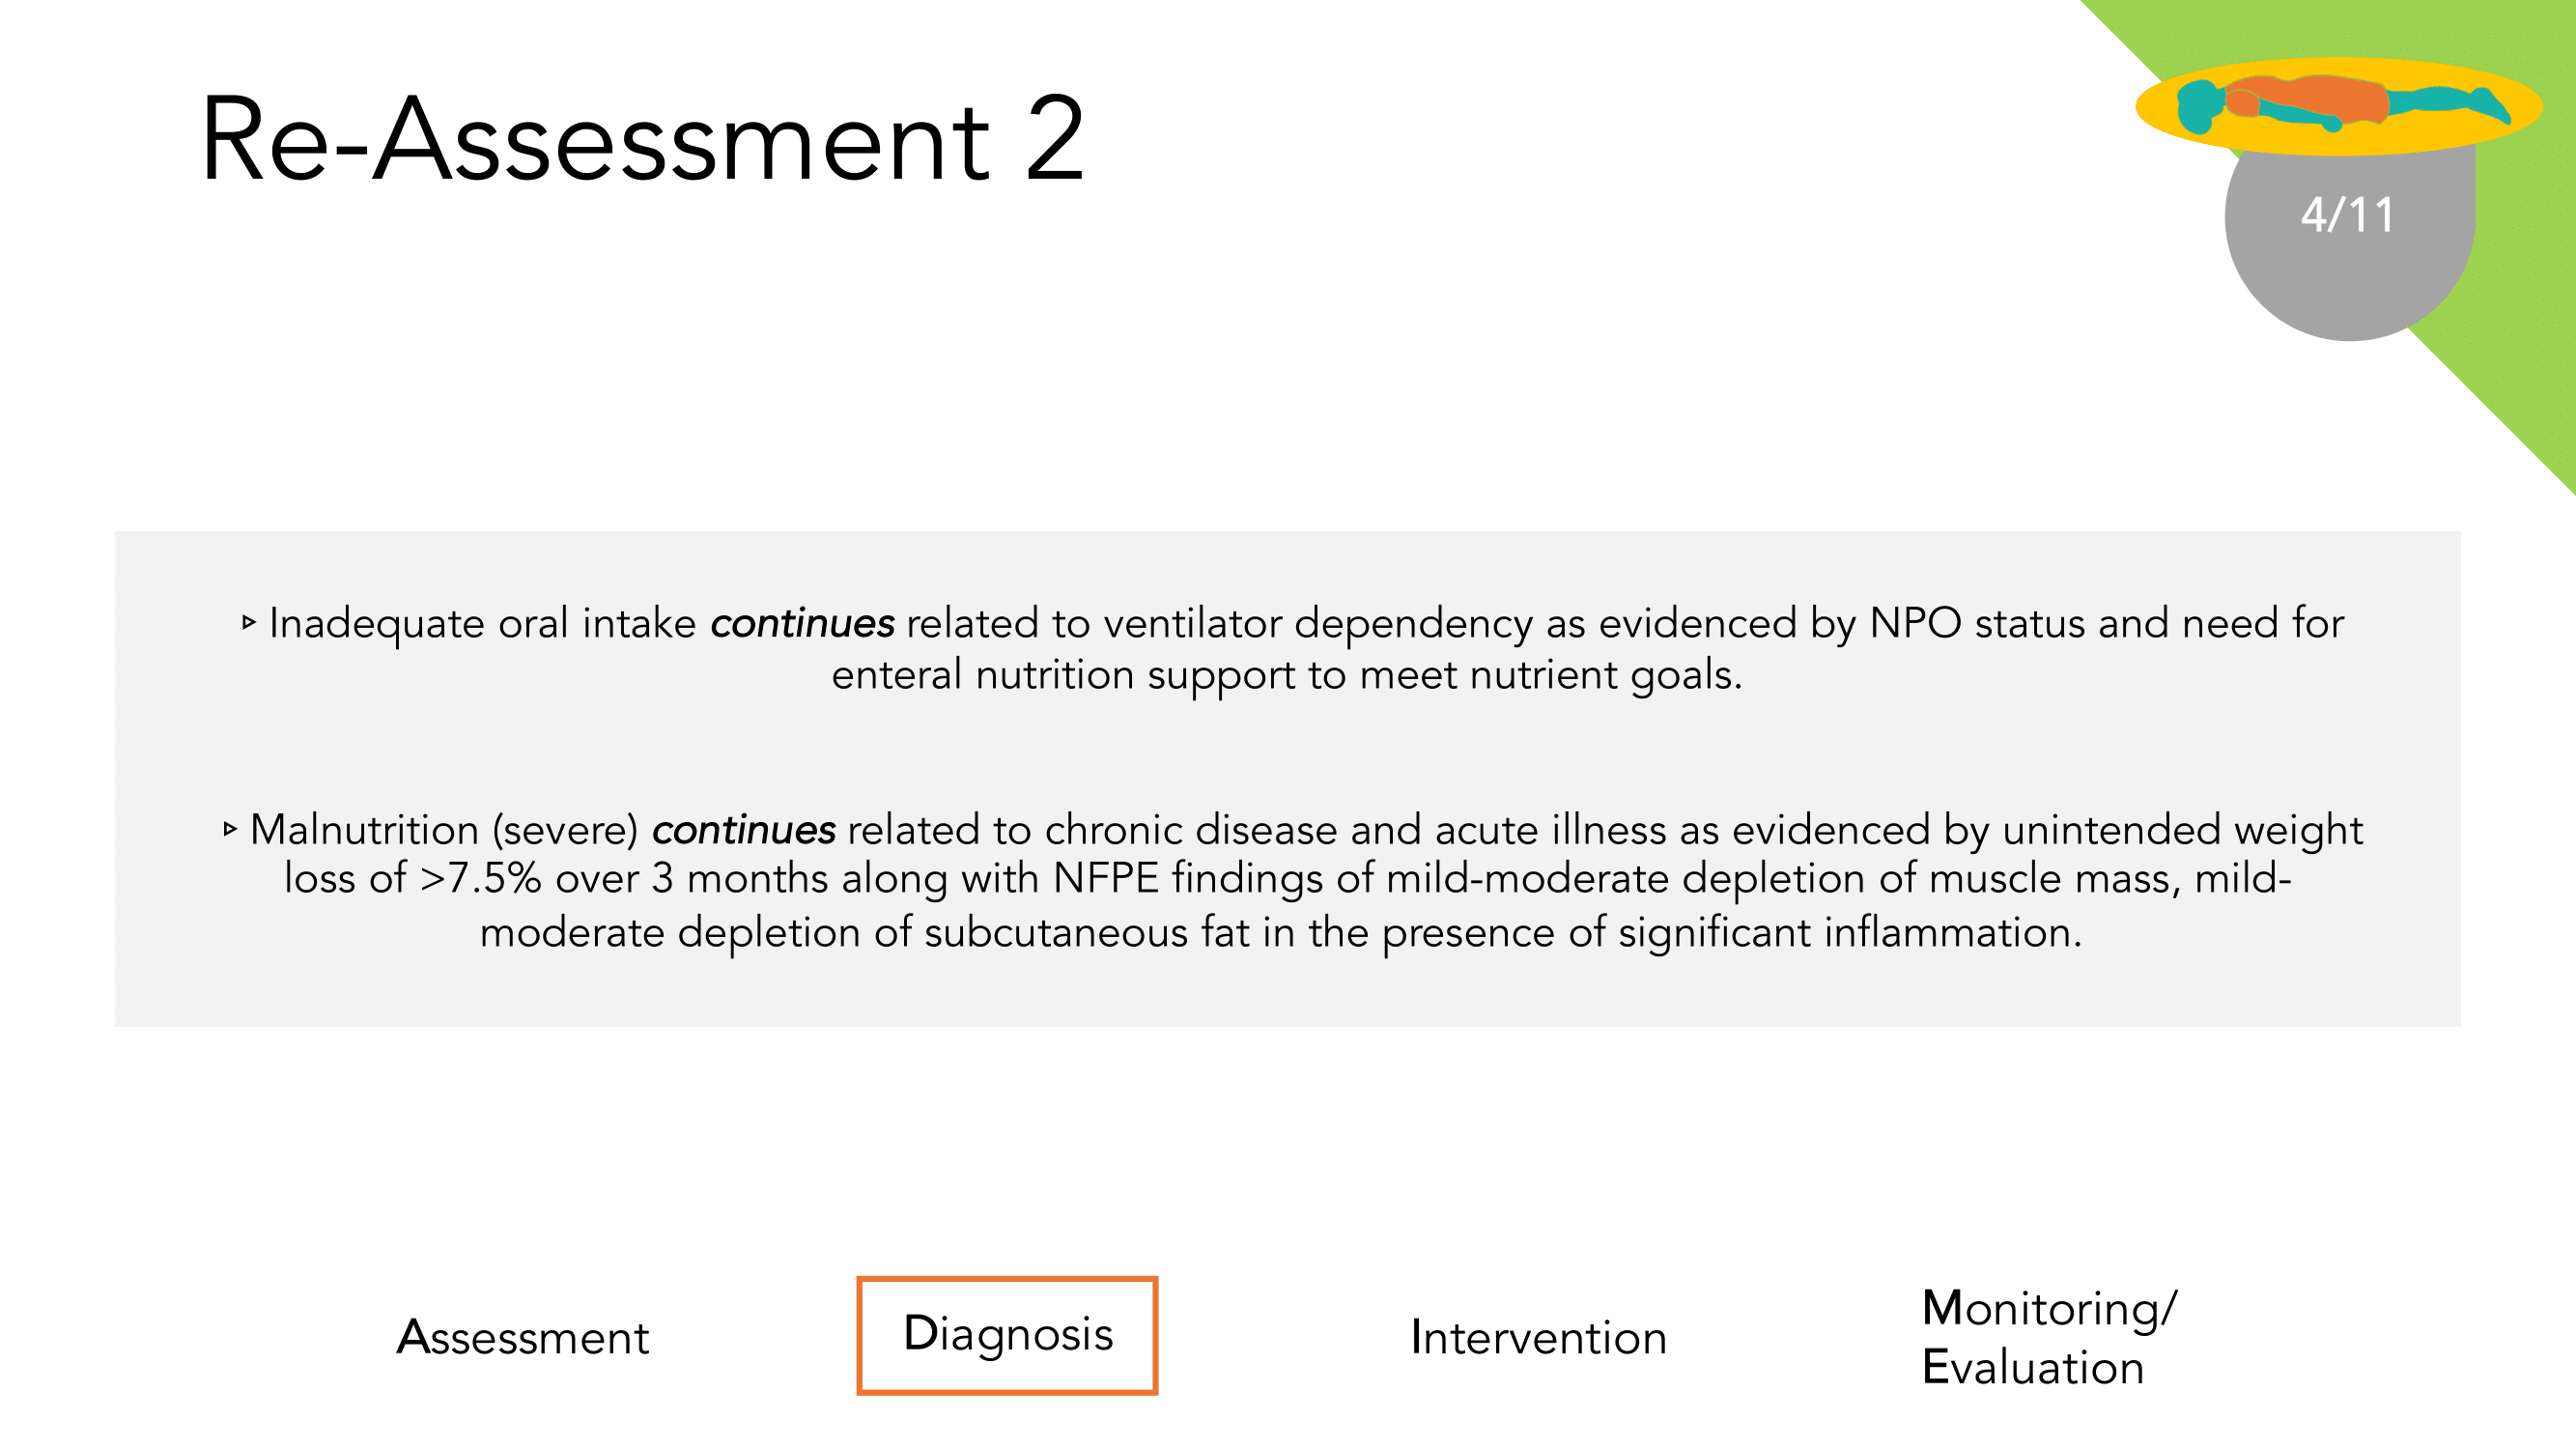 Re-Assessment 2
4/11
▹ Inadequate oral intake continues related to ventilator dependency as evidenced by NPO status and need for
enteral nutrition support to meet nutrient goals.
▹ Malnutrition (severe) continues related to chronic disease and acute illness as evidenced by unintended weight
loss of >7.5% over 3 months along with NFPE findings of mild-moderate depletion of muscle mass, mild-
moderate depletion of subcutaneous fat in the presence of significant inflammation.
Assessment
Diagnosis
Intervention
Monitoring/
Evaluation